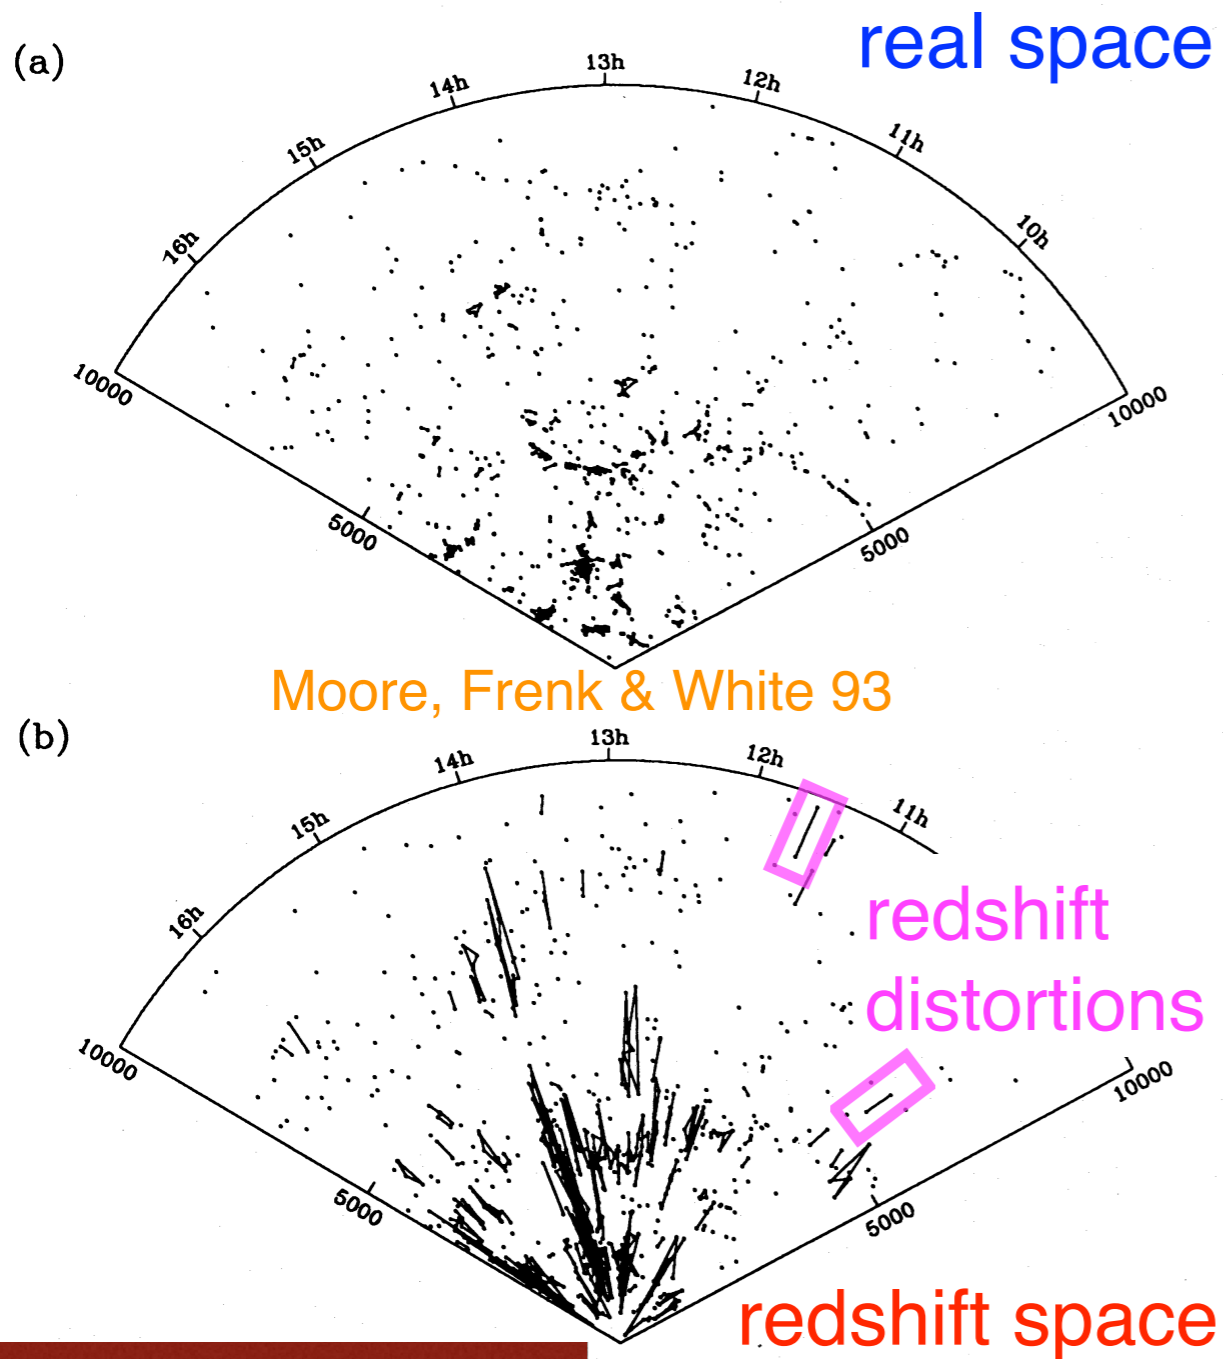 real space
(a)
13h
14h
12h
15h
11h
16h
10h
10000
10000
5000
5000
Moore, Frenk & White 93
(b)
13h
14h
12h
15h
11h
16h
redshift
distortions
10000
10000
5000
5000
redshift space